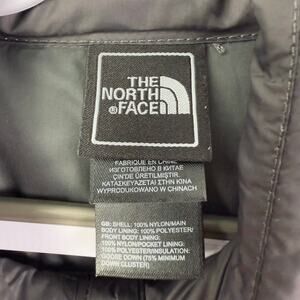 THE
NORTH
®FACE
FABRIQUE EN CHINE
ИЗГОТОВЛЕНО В КИТАЕ
ÇIN'DE ÜRETILMIŞTIR.
ΚΑΤΑΣΚΕΥΑΖΕΤΑΙ ΣΤΗΝ ΚΙΝΑ
WYPRODUKOWANO W CHINACH
GB: SHELL: 100% NYLON/MAIN
BODY LINING: 100% POLYESTER/
FRONT BODY LINING:
100% NYLON/POCKET LINING:
100% POLYESTER/INSULATION:
GOOSE DOWN (75% MINIMUM
DOWN CLUSTER)